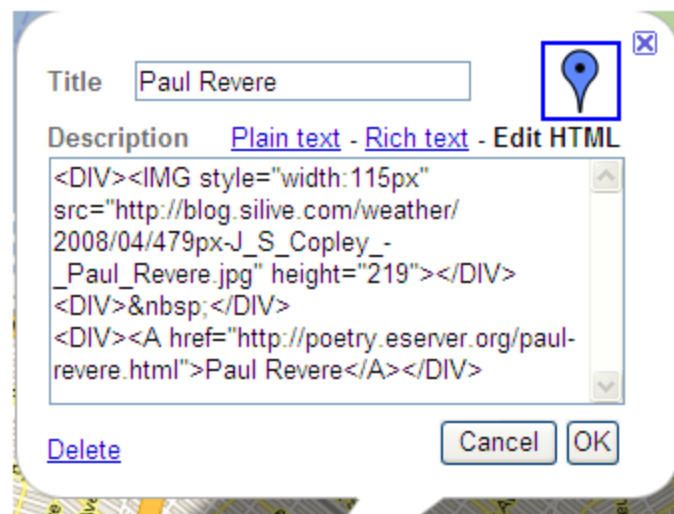 Title Paul Revere
Description Plain text - Rich text - Edit HTML
<DIV><IMG style="width:115px"
src="http://blog.silive.com/weather/
2008/04/479px-J_S_Copley_-
_Paul_Revere.jpg" height="219"></DIV>
<DIV>&nbsp;</DIV>
<DIV><A href="http://poetry.eserver.org/paul-
revere.html">Paul Revere</A></DIV>
Delete Cancel OK